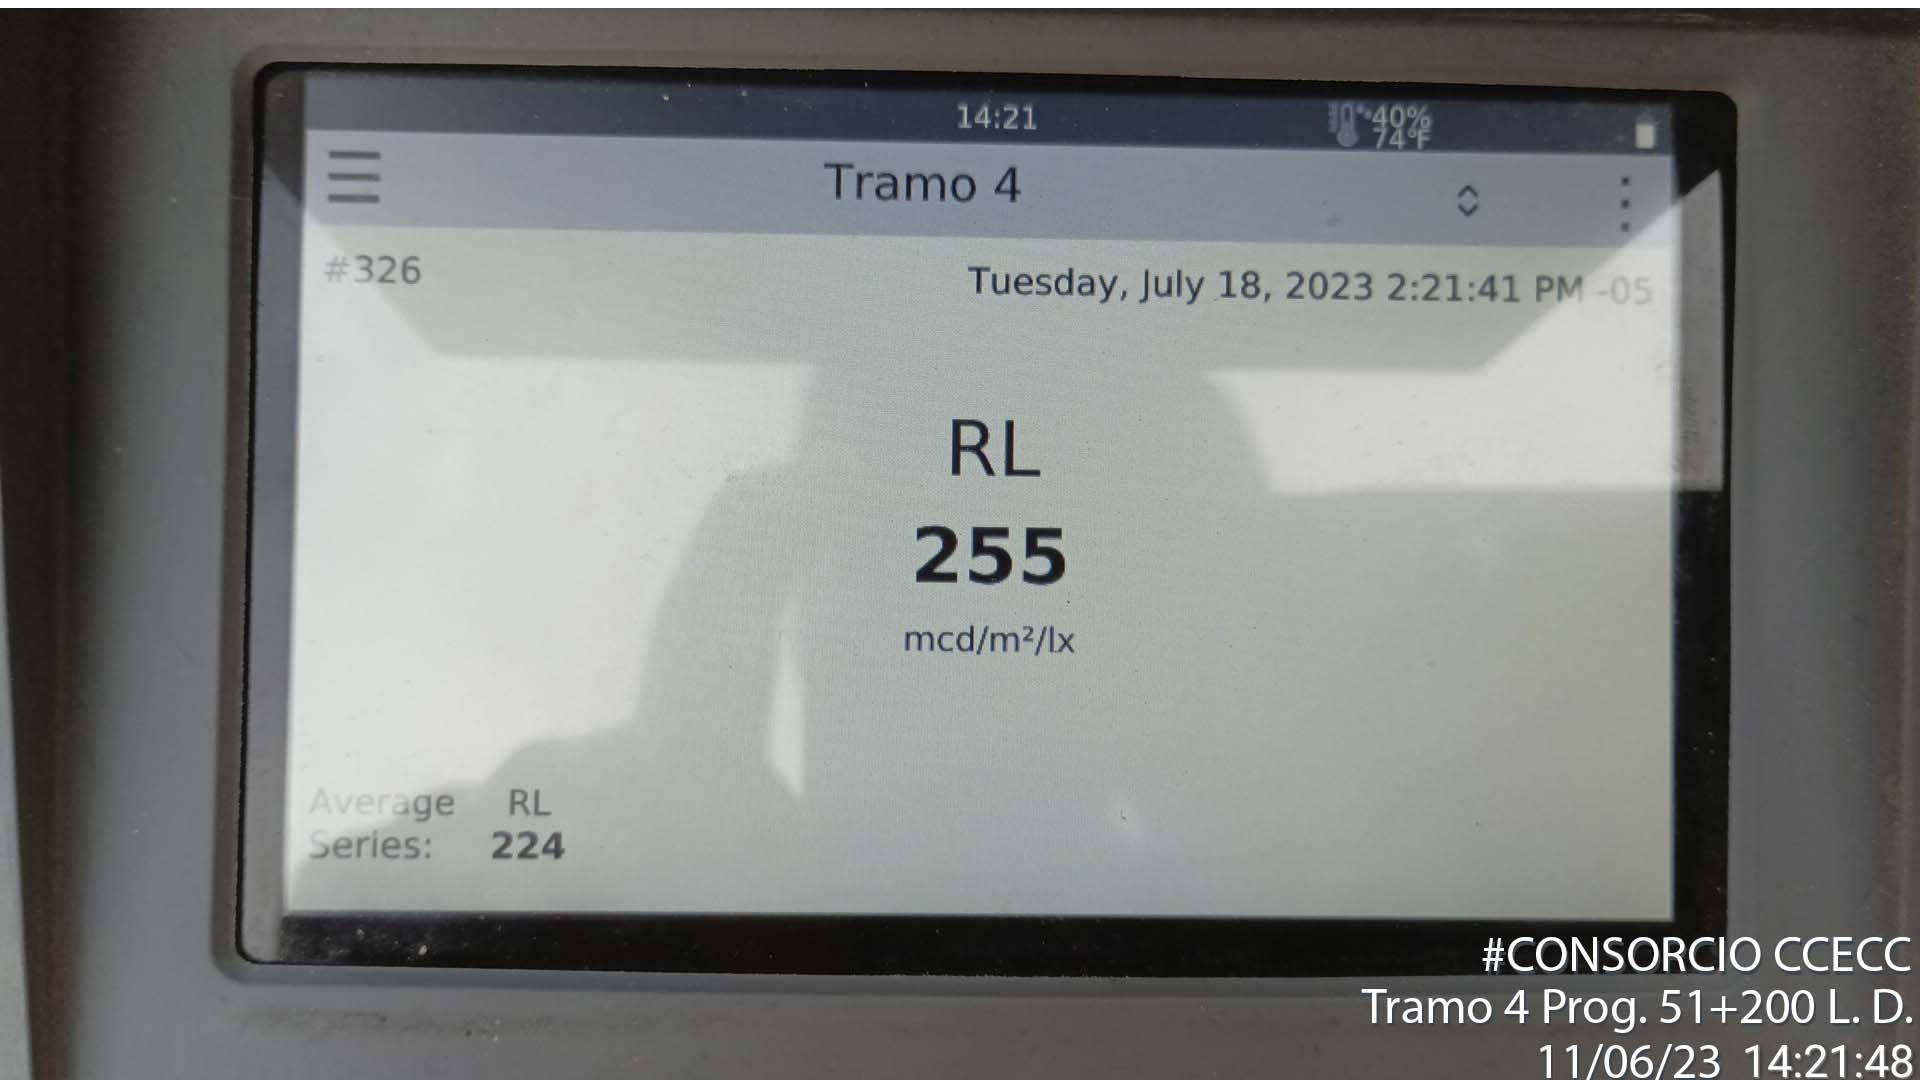 14:21
40%
74°F
Tramo 4
#326
Tuesday, July 18, 2023 2:21:41 PM -05
RL
255
mcd/m²/lx
Average RL
Series: 224
#CONSORCIO CCECC
Tramo 4 Prog. 51+200 L. D.
11/06/23 14:21:48